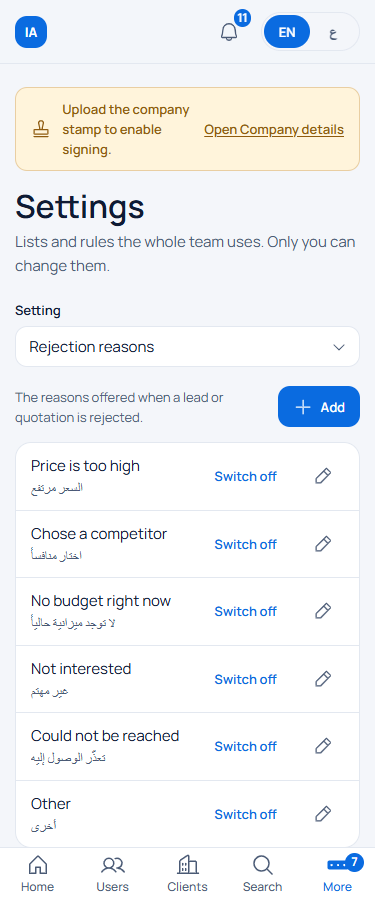 IA
11
EN
ع
Upload the company
stamp to enable
signing.
Open Company details
Settings
Lists and rules the whole team uses. Only you can
change them.
Setting
Rejection reasons
The reasons offered when a lead or
quotation is rejected.
Add
Price is too high
السعر مرتفع
Switch off
Chose a competitor
اختار منافساً
Switch off
No budget right now
لا توجد ميزانية حالياً
Switch off
Not interested
غير مهتم
Switch off
Could not be reached
تعذّر الوصول إليه
Switch off
Other
أخرى
Switch off
Home
Users
Clients
Search
7
More